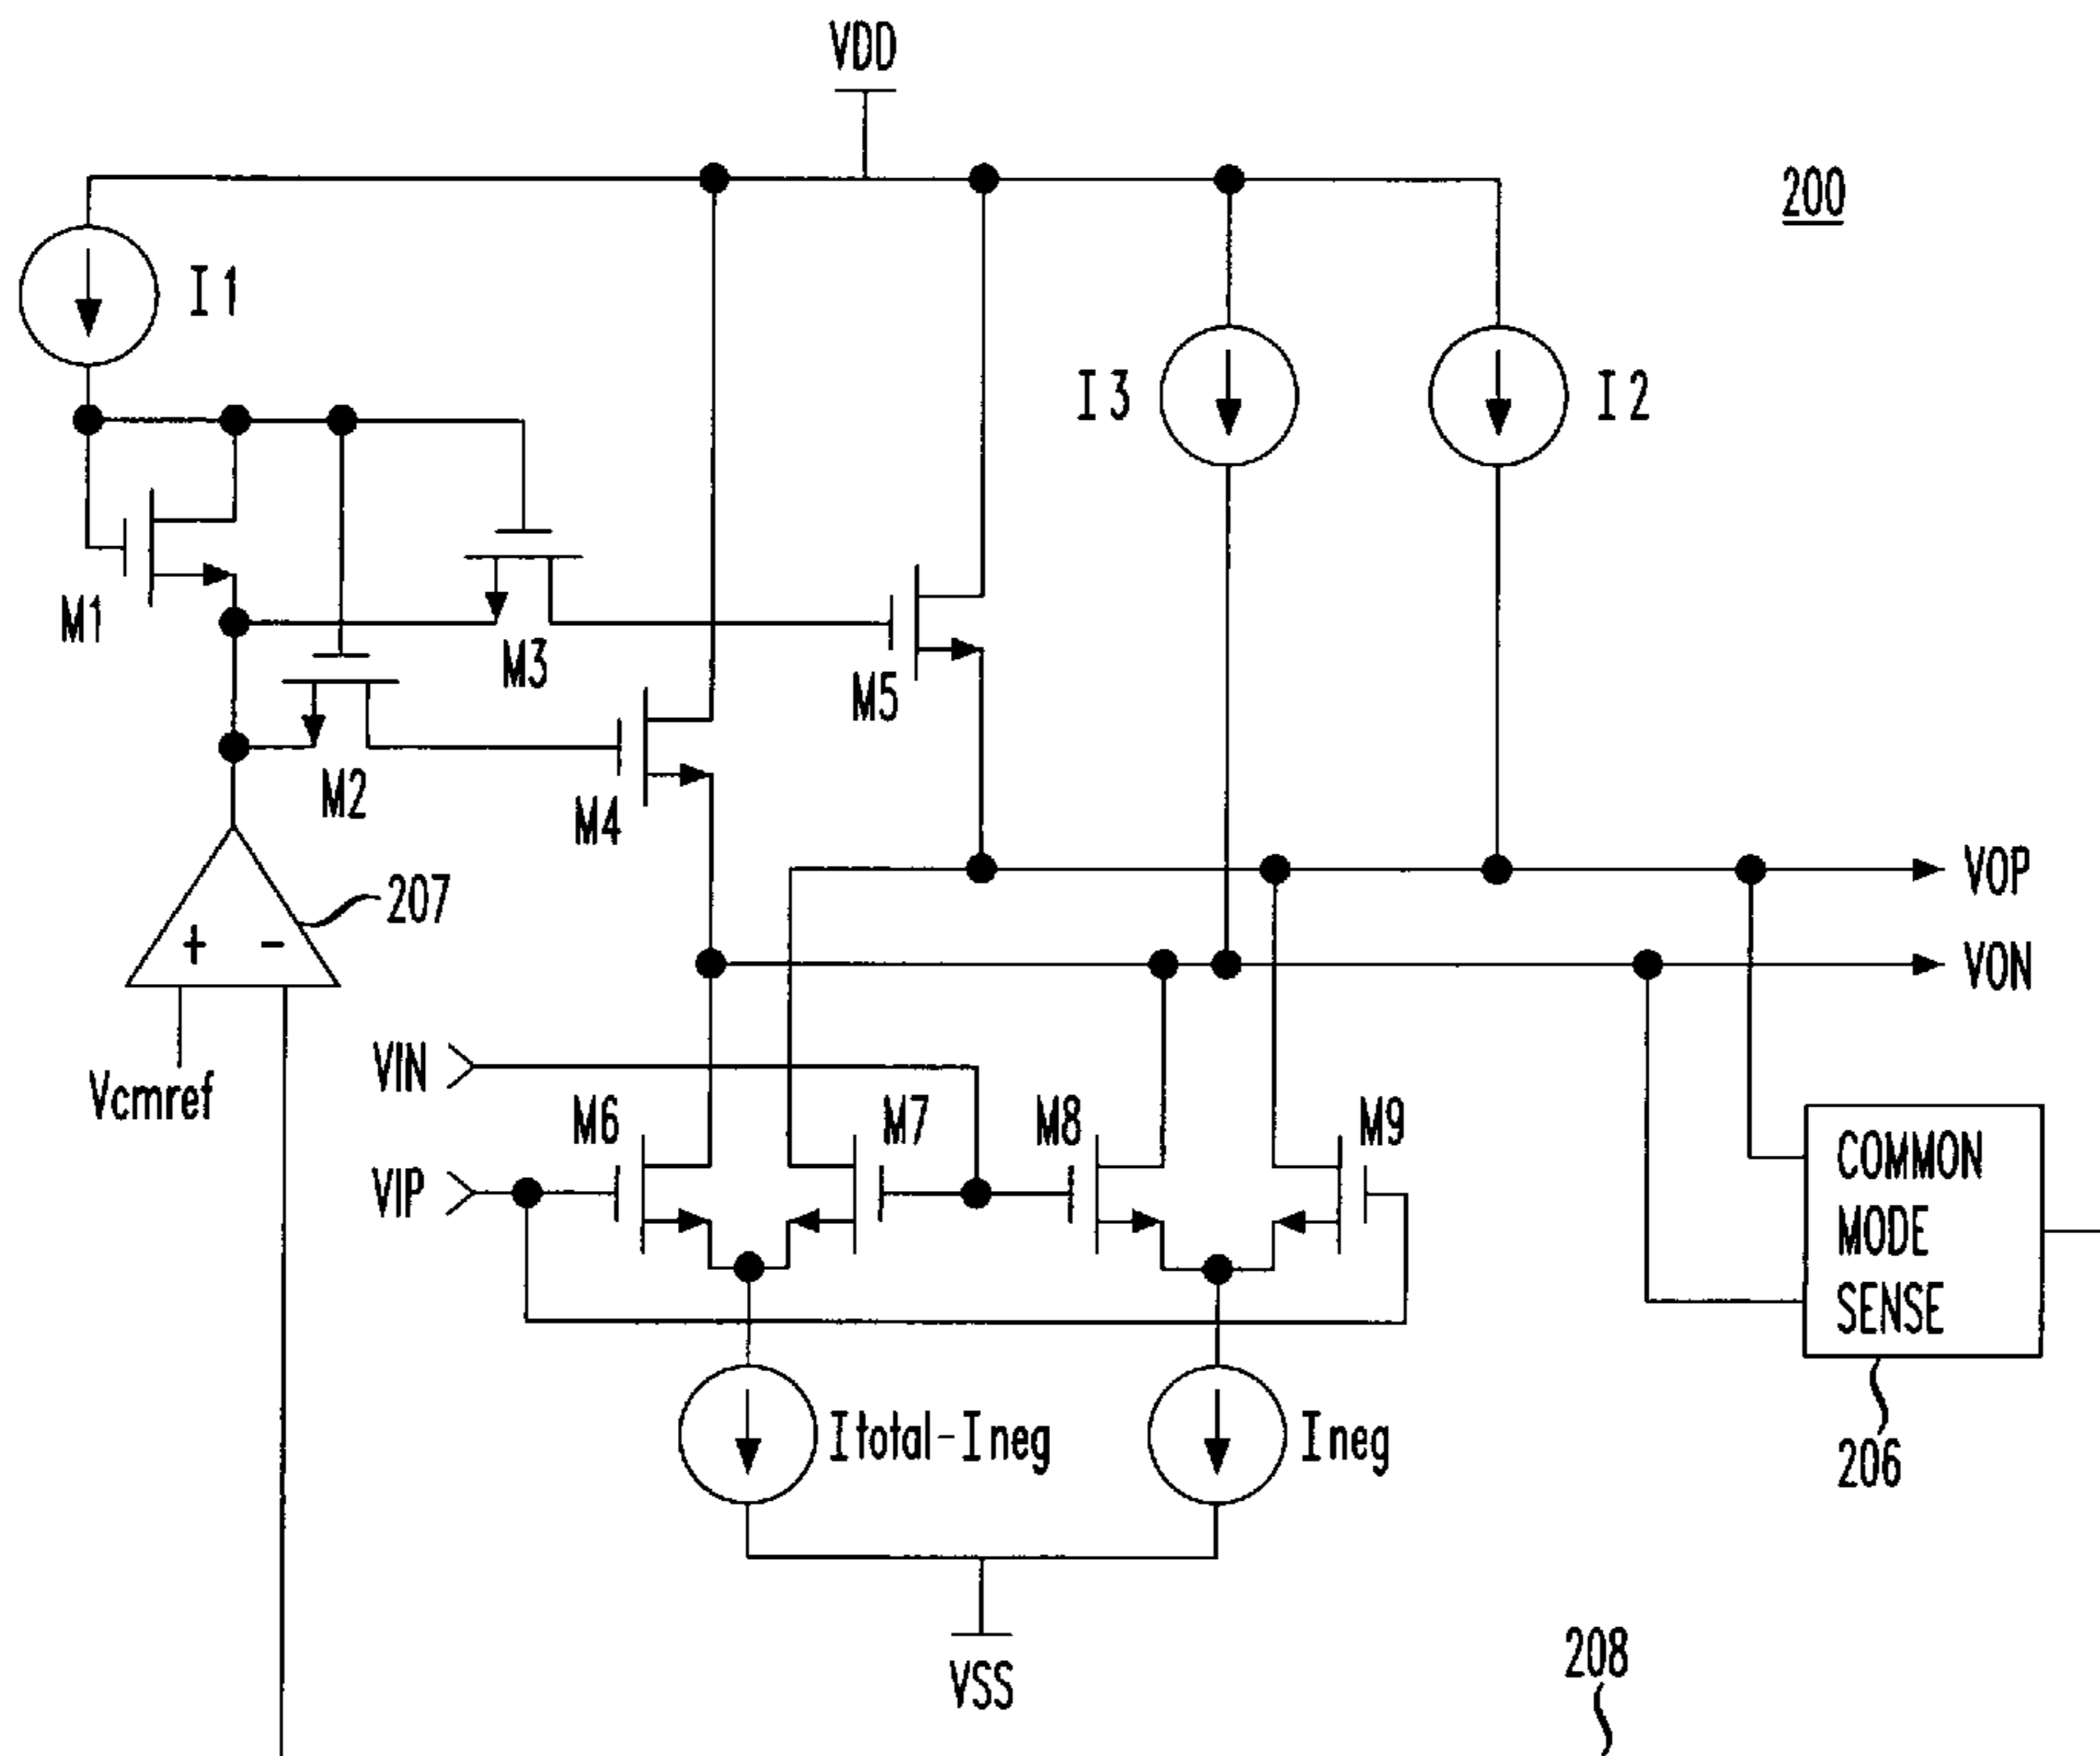 VDD
200
I1
I3
I2
M1
M3
M5
M2
M4
207
VOP
VON
+ -
Vcmref
VIN
M6
M7
M8
M9
VIP
COMMON
MODE
SENSE
Itotal-Ineg
Ineg
206
VSS
208